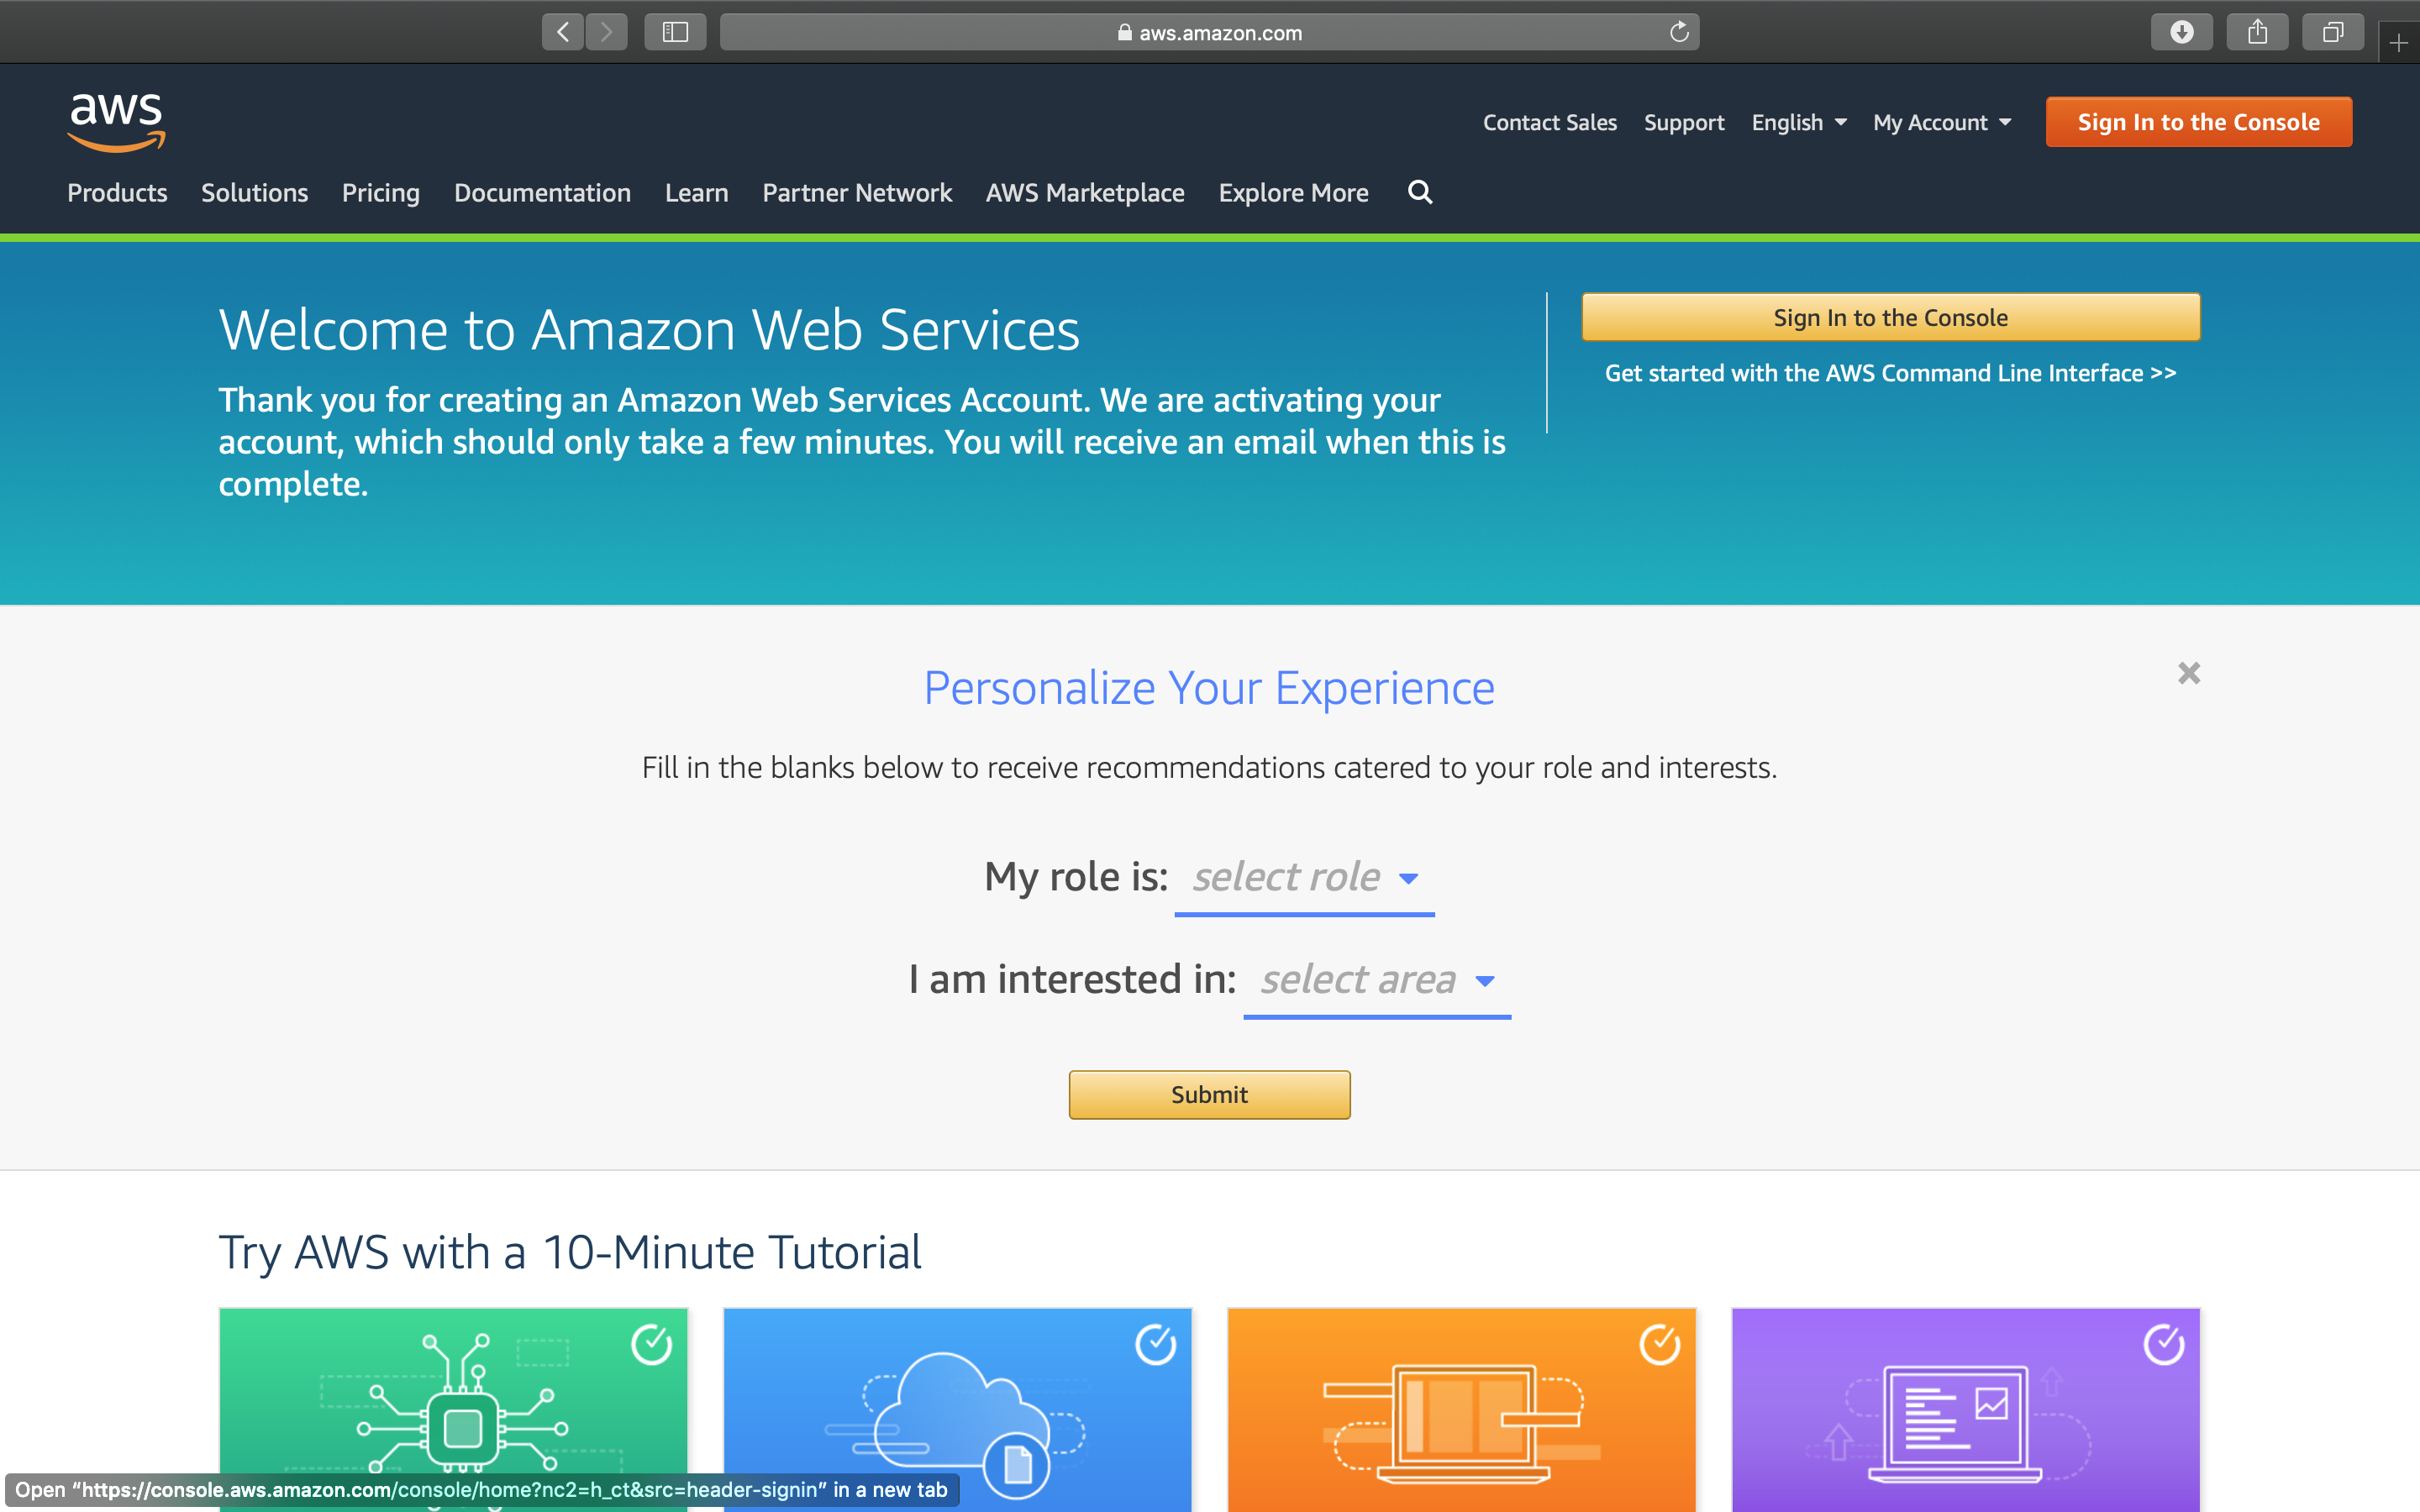 aws.amazon.com
aws
Contact Sales
Support
English
My Account
Sign In to the Console
Products
Solutions
Pricing
Documentation
Learn
Partner Network
AWS Marketplace
Explore More
Welcome to Amazon Web Services
Thank you for creating an Amazon Web Services Account. We are activating your
account, which should only take a few minutes. You will receive an email when this is
complete.
Sign In to the Console
Get started with the AWS Command Line Interface >>
Personalize Your Experience
Fill in the blanks below to receive recommendations catered to your role and interests.
My role is: select role
I am interested in: select area
Submit
Try AWS with a 10-Minute Tutorial
Open “https://console.aws.amazon.com/console/home?nc2=h_ct&src=header-signin” in a new tab